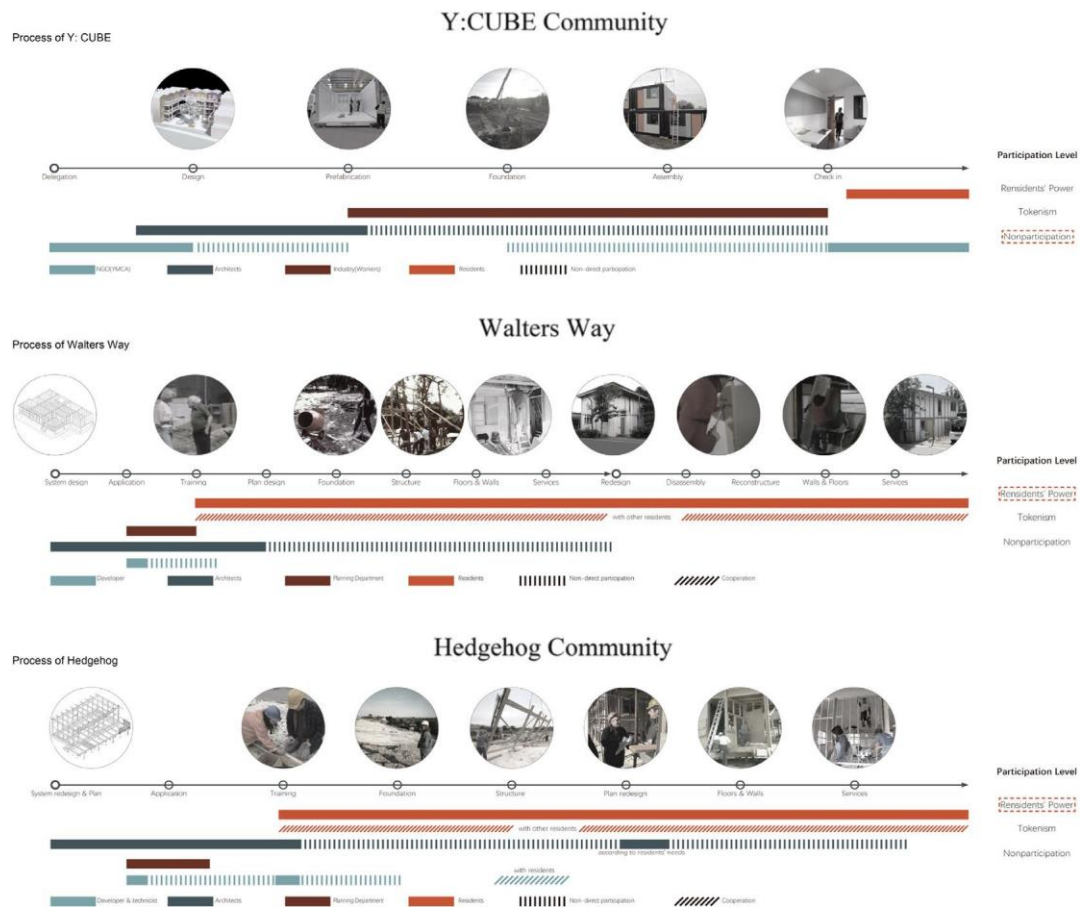 Y:CUBE Community
Process of Y: CUBE
Delegation
Design
Prefabrication
Foundation
Assembly
Check in
Participation Level
Rensidents' Power
Tokenism
Nonparticipation
NGO(YMCA)
Architects
Industry(Workers)
Residents
Non-direct participation
Walters Way
Process of Walters Way
System design
Application
Training
Plan design
Foundation
Structure
Floors & Walls
Services
Redesign
Disassembly
Reconstructure
Walls & Floors
Services
Participation Level
Rensidents' Power
with other residents
Tokenism
Nonparticipation
Developer
Architects
Planning Department
Residents
Non-direct participation
Cooperation
Hedgehog Community
Process of Hedgehog
System redesign & Plan
Application
Training
Foundation
Structure
Plan redesign
Floors & Walls
Services
Participation Level
Rensidents' Power
with other residents
Tokenism
according to residents' needs
Nonparticipation
with residents
Developer & technicist
Architects
Planning Department
Residents
Non-direct participation
Cooperation